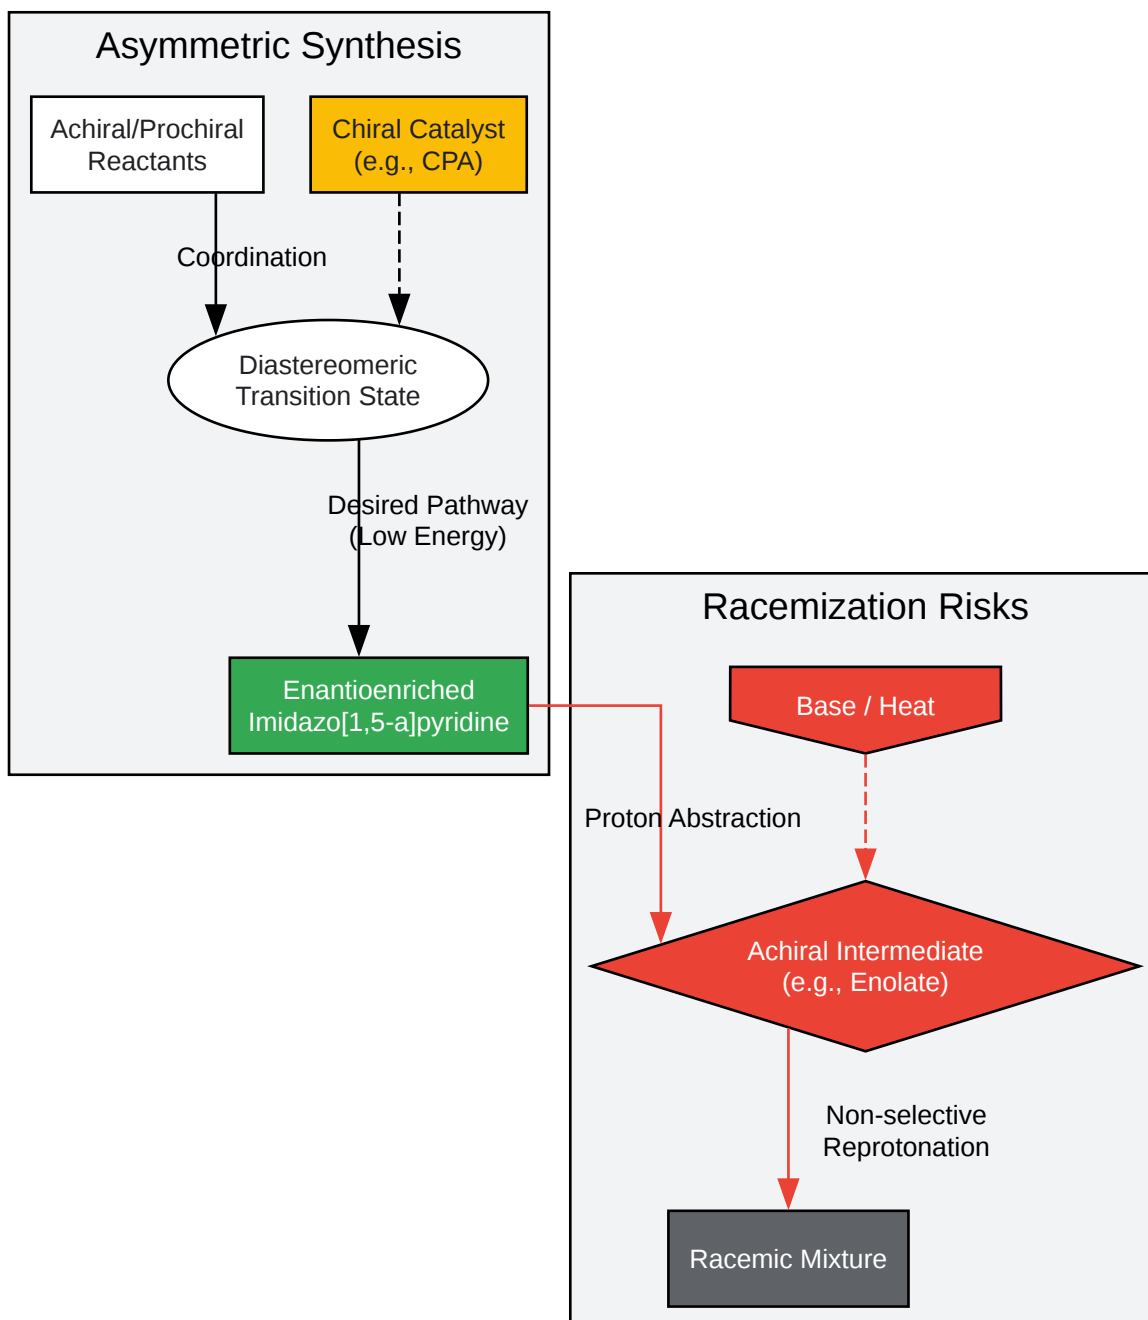 Asymmetric Synthesis
Achiral/Prochiral
Reactants
Chiral Catalyst
(e.g., CPA)
Coordination
Diastereomeric
Transition State
Desired Pathway
(Low Energy)
Enantioenriched
Imidazo[1,5-a]pyridine
Racemization Risks
Base / Heat
Proton Abstraction
Achiral Intermediate
(e.g., Enolate)
Non-selective
Reprotonation
Racemic Mixture